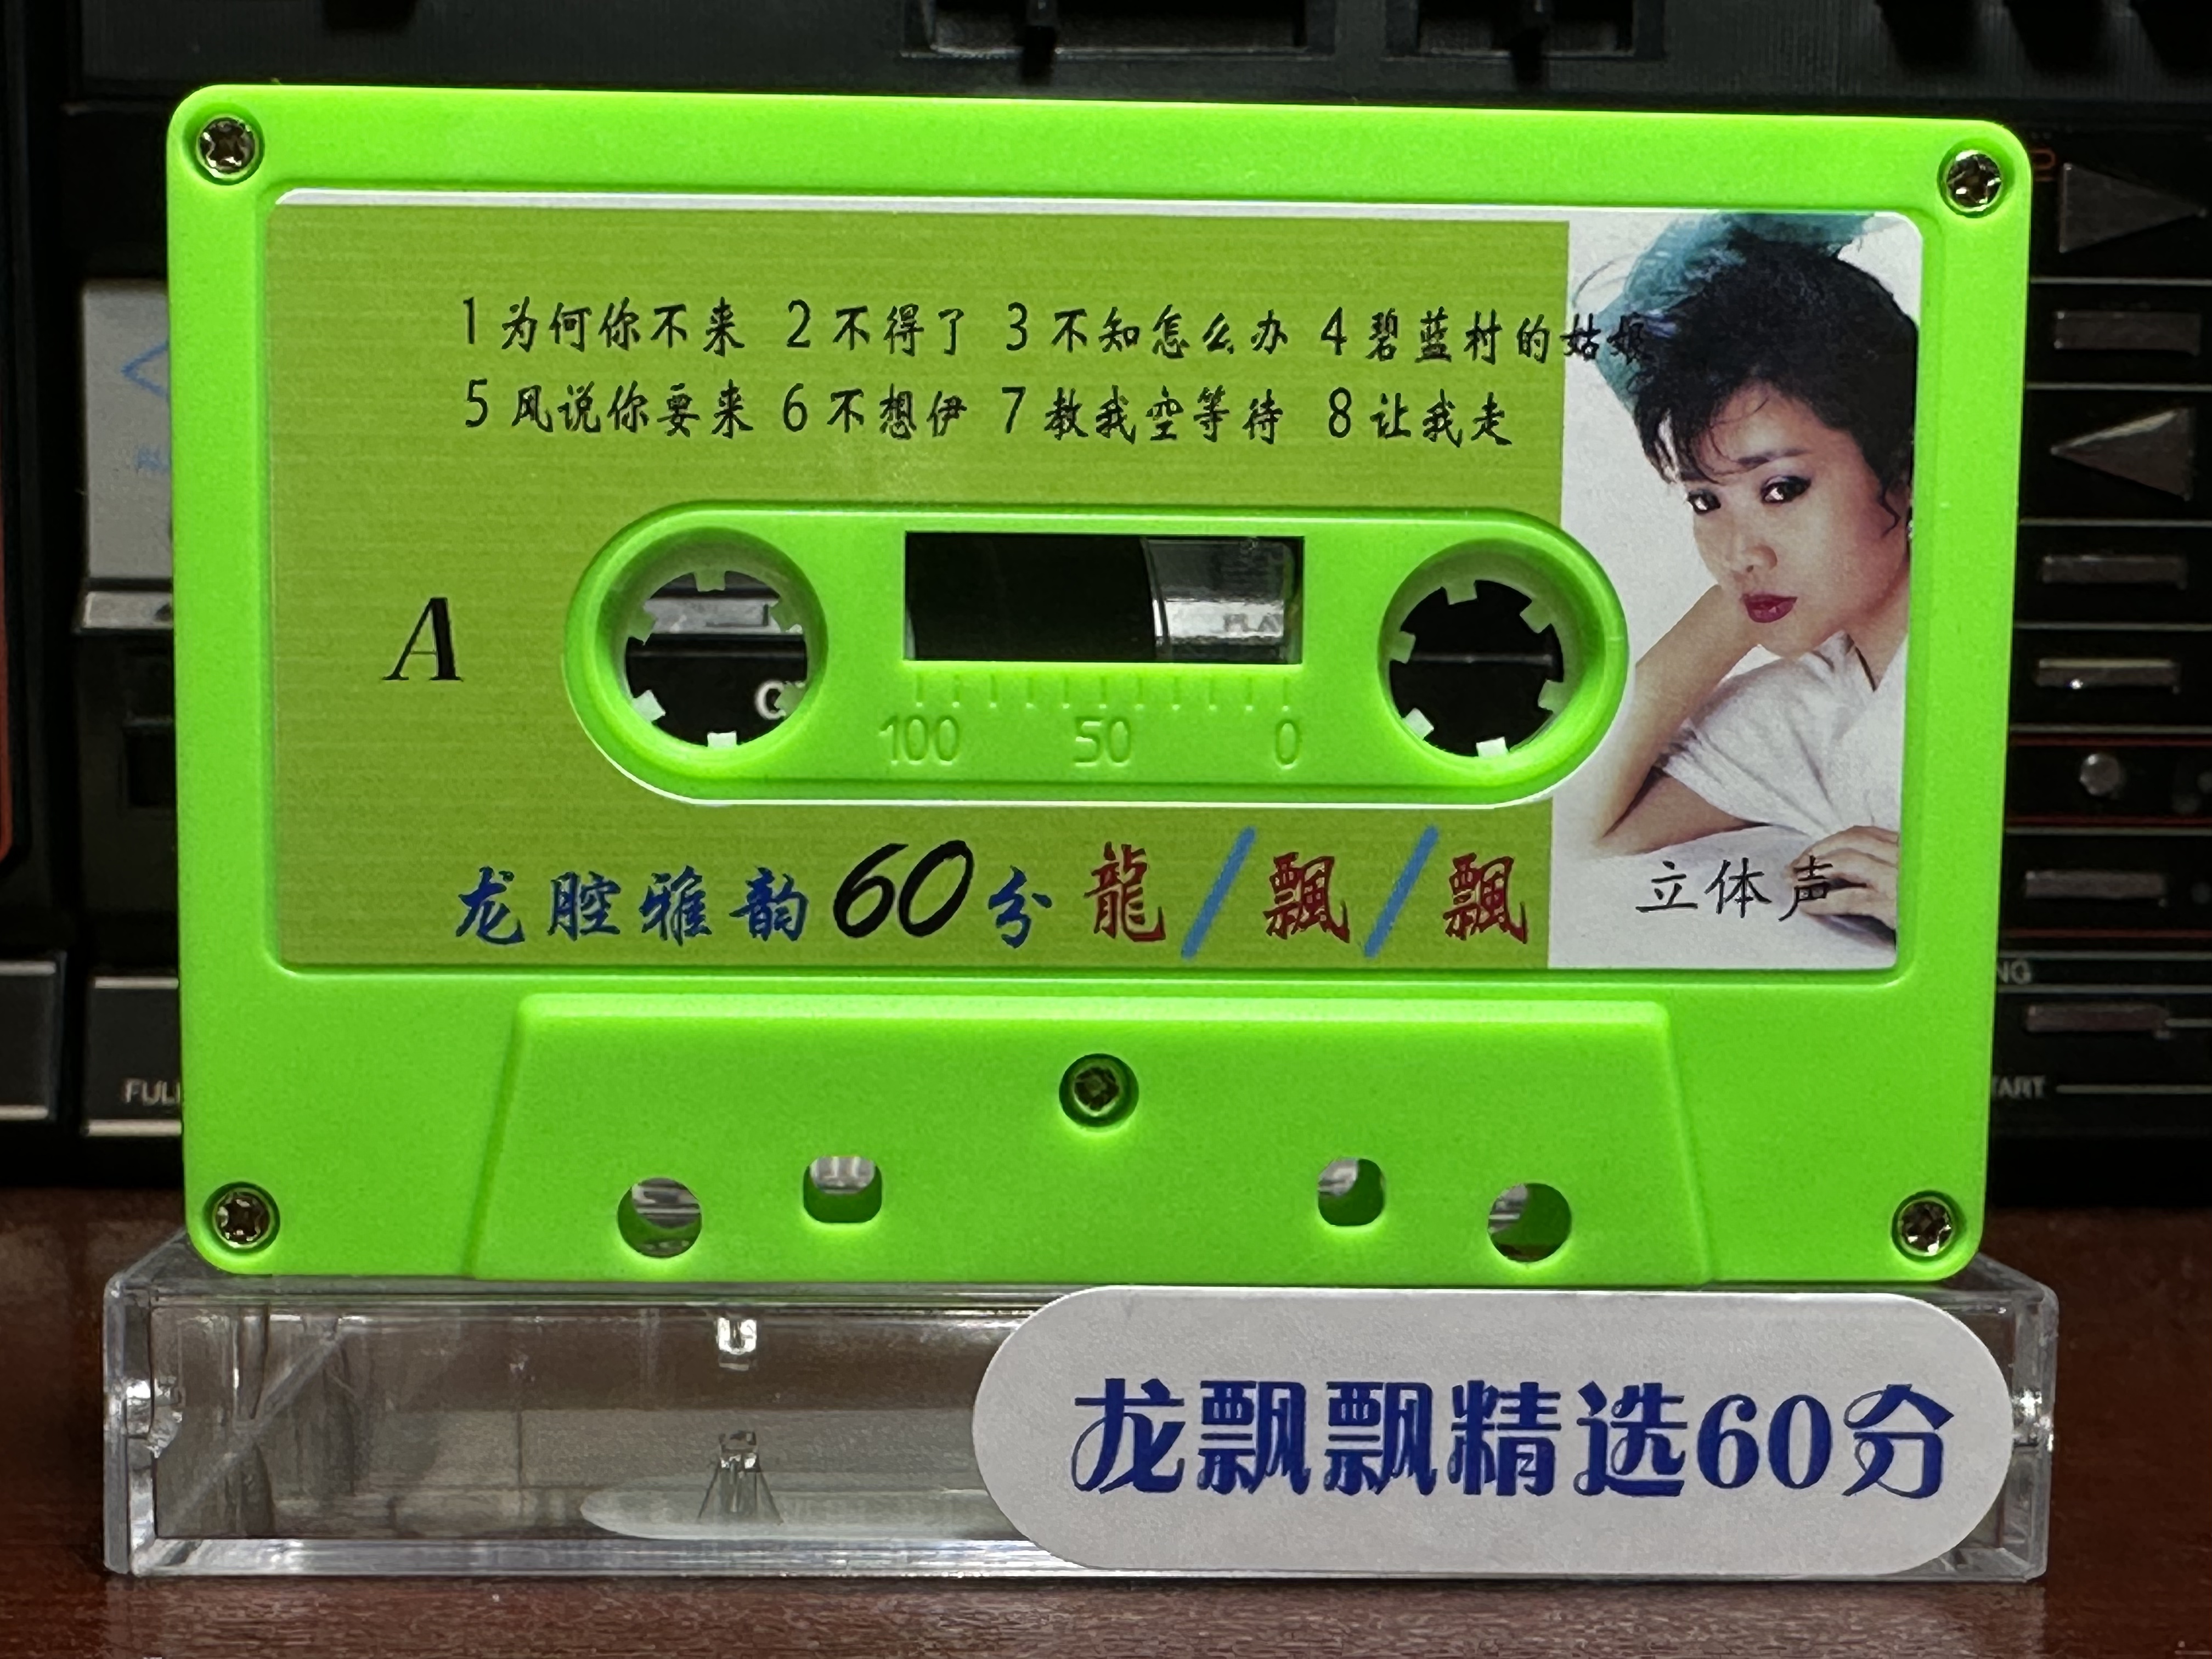 1 为何你不来 2 不得了 3 不知怎么办 4 碧蓝村的姑娘
5 风说你要来 6 不想伊 7 教我空等待 8 让我走
A
100 50 0
龙腔雅韵60分 龍/飄/飄
立体声
FULL
START
龙飘飘精选60分